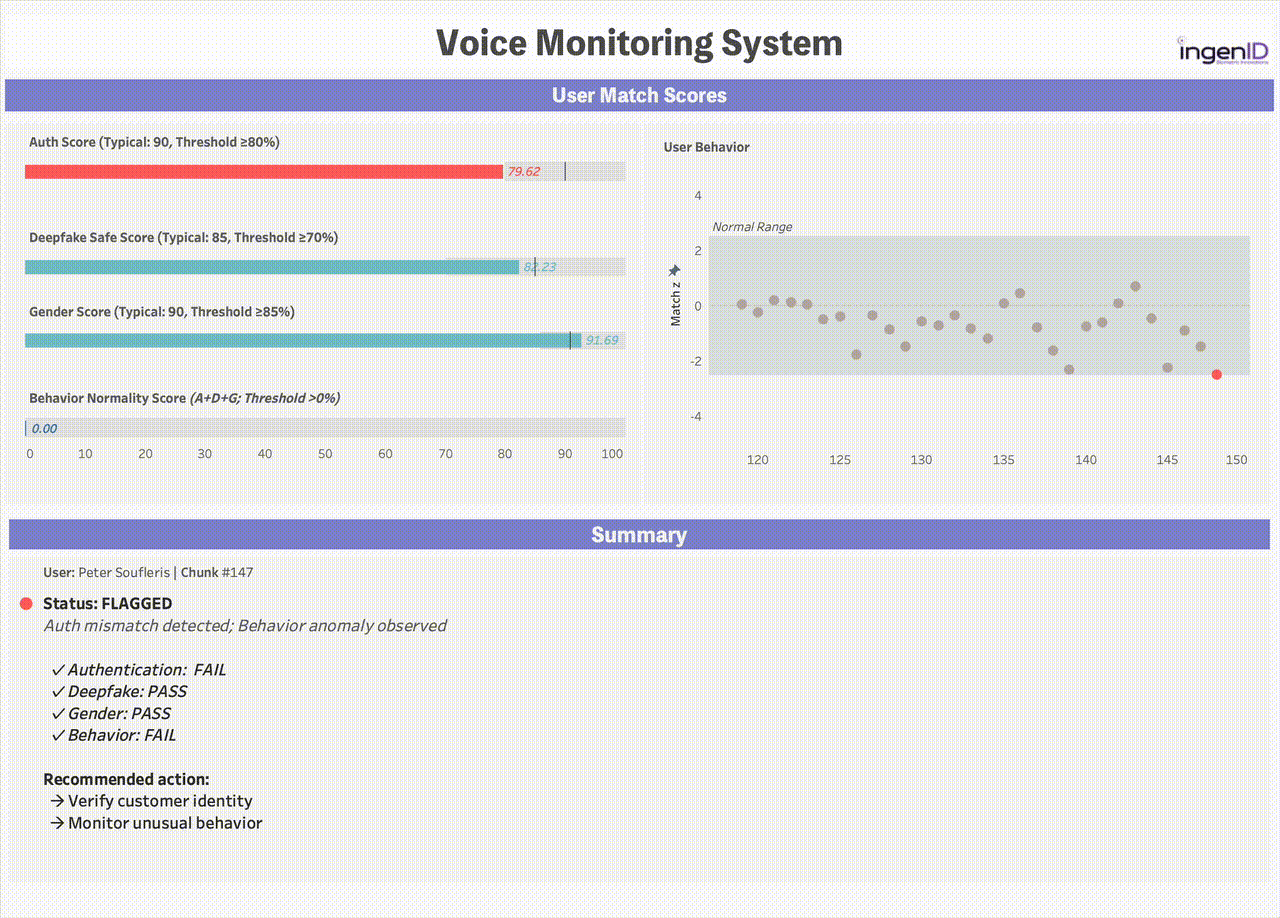 Voice Monitoring System
ingenID
Biometric Innovations
User Match Scores
Auth Score (Typical: 90, Threshold ≥80%)
79.62
Deepfake Safe Score (Typical: 85, Threshold ≥70%)
82.23
Gender Score (Typical: 90, Threshold ≥85%)
91.69
Behavior Normality Score (A+D+G; Threshold >0%)
0.00
0 10 20 30 40 50 60 70 80 90 100
User Behavior
4
Normal Range
2
Match z
0
-2
-4
120 125 130 135 140 145 150
Summary
User: Peter Soufleris | Chunk #147
Status: FLAGGED
Auth mismatch detected; Behavior anomaly observed
✓ Authentication: FAIL
✓ Deepfake: PASS
✓ Gender: PASS
✓ Behavior: FAIL
Recommended action:
→ Verify customer identity
→ Monitor unusual behavior